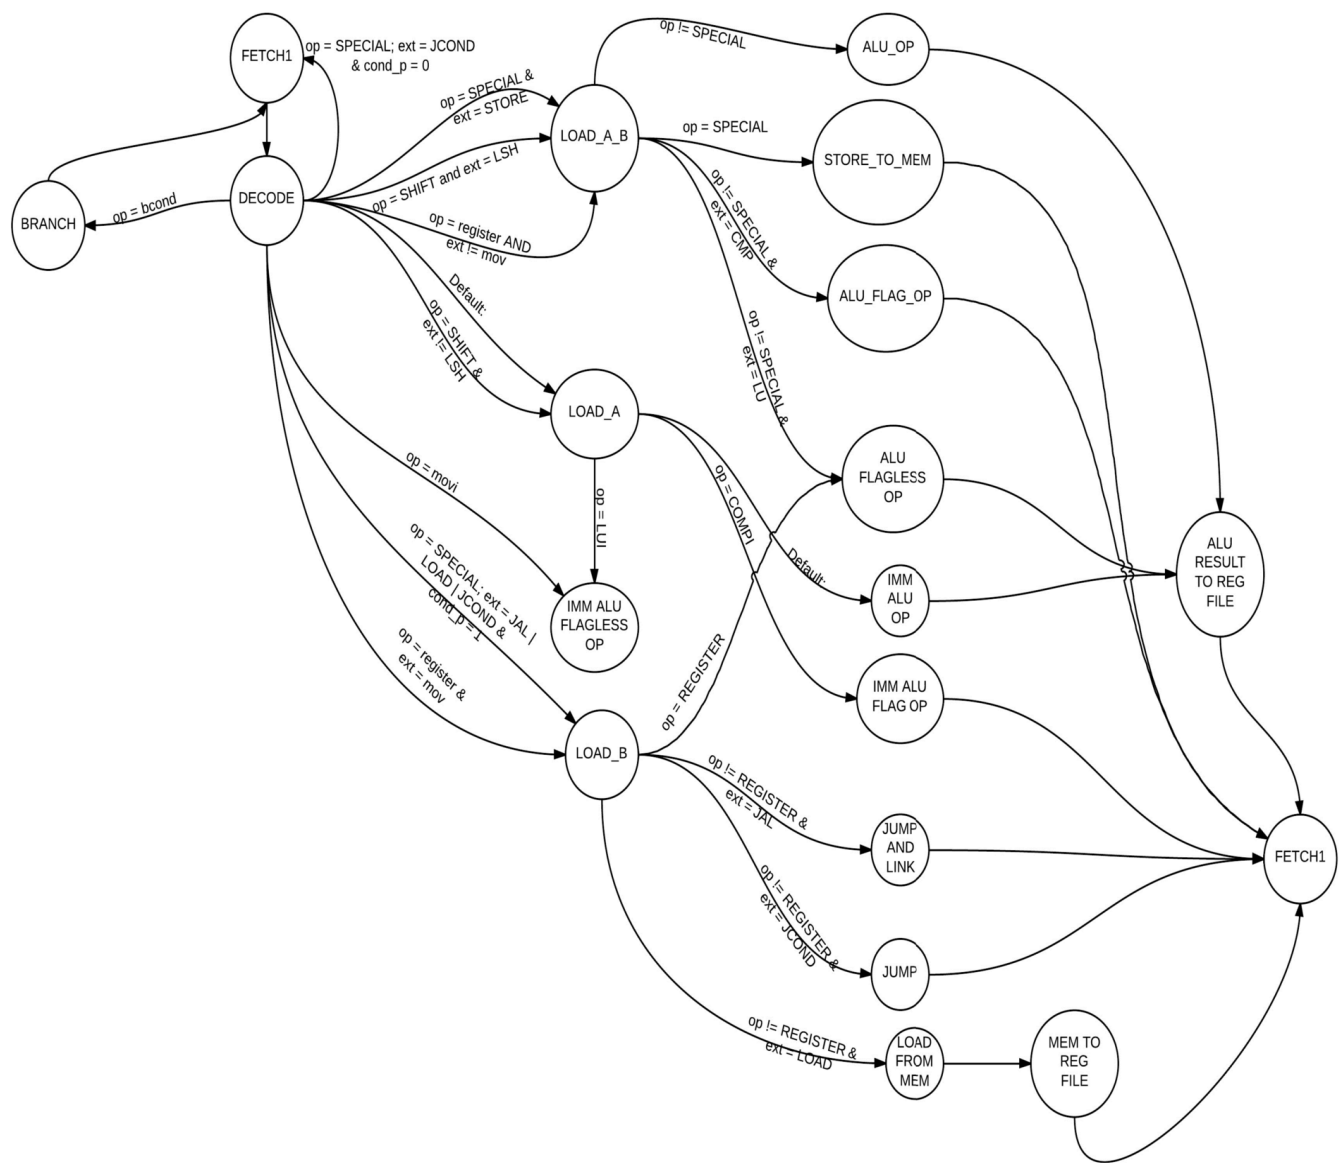 FETCH1
op = SPECIAL; ext = JCOND
& cond_p = 0
DECODE
BRANCH
op = bcond
op = SPECIAL &
ext = STORE
op = SHIFT and ext = LSH
op = register AND
ext != mov
Default:
op = SHIFT &
ext != LSH
op = movi
op = SPECIAL; ext = JAL |
LOAD | JCOND &
cond_p = 1
op = register &
ext = mov
LOAD_A_B
op != SPECIAL
op = SPECIAL
op != SPECIAL &
ext = CMP
op != SPECIAL &
ext = LU
LOAD_A
op = LUI
op = COMPI
Default:
IMM ALU
FLAGLESS
OP
LOAD_B
op = REGISTER
op != REGISTER &
ext = JAL
op != REGISTER &
ext = JCOND
op != REGISTER &
ext = LOAD
ALU_OP
STORE_TO_MEM
ALU_FLAG_OP
ALU
FLAGLESS
OP
IMM
ALU
OP
IMM ALU
FLAG OP
JUMP
AND
LINK
JUMP
LOAD
FROM
MEM
MEM TO
REG
FILE
ALU
RESULT
TO REG
FILE
FETCH1